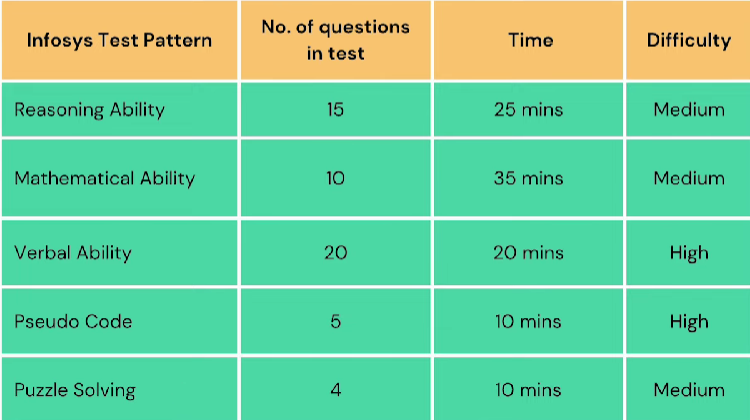 Infosys Test Pattern No. of questions in test Time Difficulty
Reasoning Ability 15 25 mins Medium
Mathematical Ability 10 35 mins Medium
Verbal Ability 20 20 mins High
Pseudo Code 5 10 mins High
Puzzle Solving 4 10 mins Medium